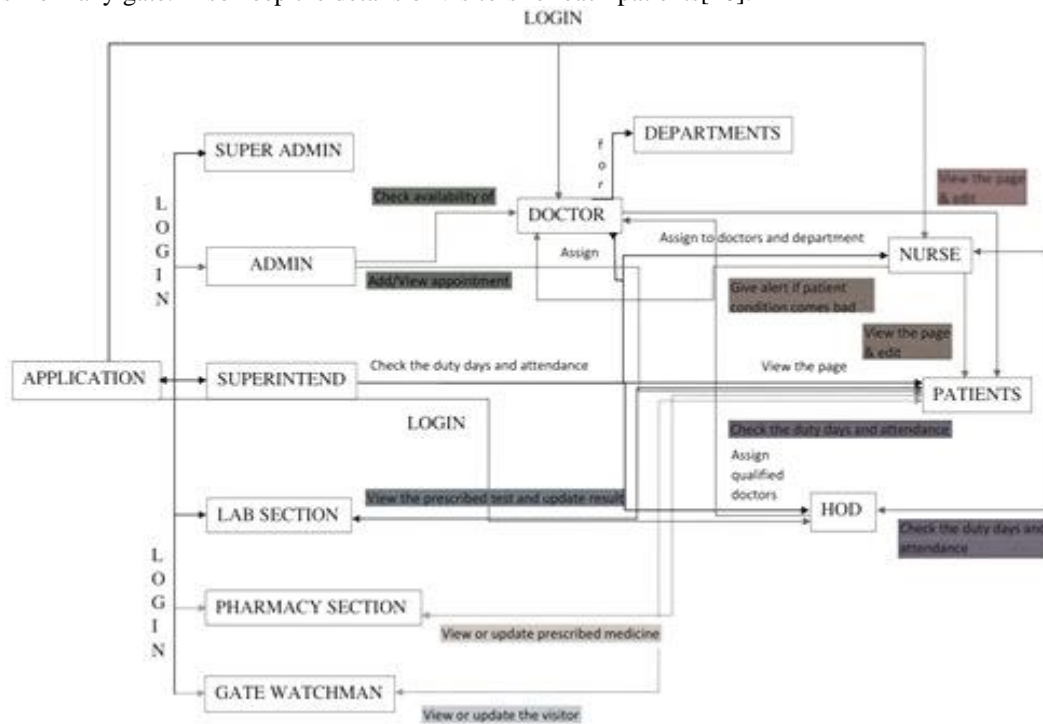 LOGIN
DEPARTMENTS
for
SUPER ADMIN
View the page
& edit
Check availability of
LOGIN
DOCTOR
Assign
Assign to doctors and department
NURSE
ADMIN
Add/View appointment
Give alert if patient
condition comes bad
View the page
& edit
APPLICATION
SUPERINTEND
Check the duty days and attendance
View the page
PATIENTS
LOGIN
Check the duty days and attendance
Assign
qualified
doctors
View the prescribed test and update result
LAB SECTION
HOD
Check the duty days and
attendance
LOGIN
PHARMACY SECTION
View or update prescribed medicine
GATE WATCHMAN
View or update the visitor